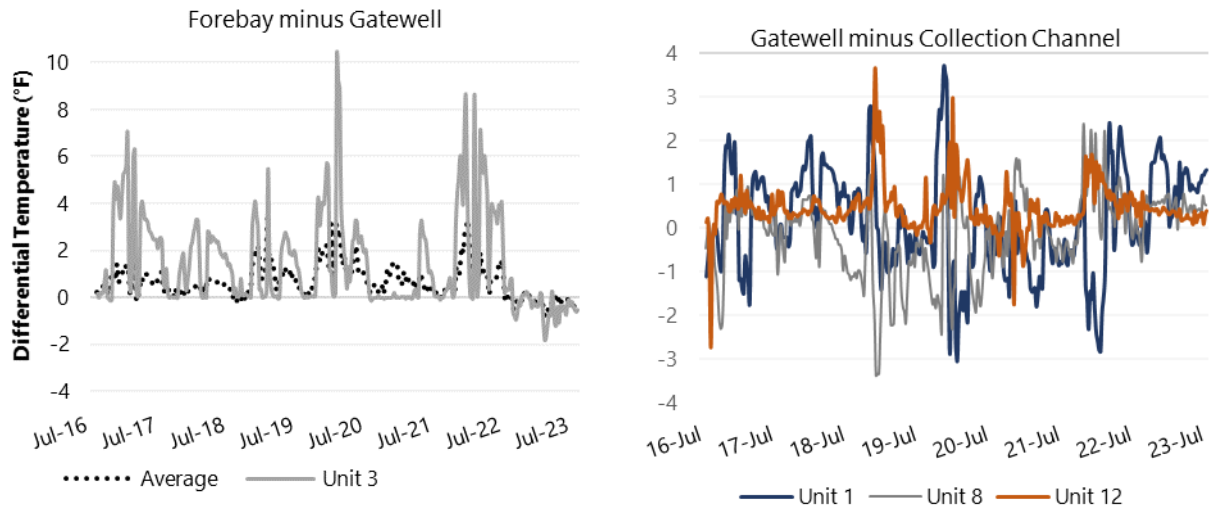 Forebay minus Gatewell
Differential Temperature (°F)
10
8
6
4
2
0
-2
-4
Jul-16 Jul-17 Jul-18 Jul-19 Jul-20 Jul-21 Jul-22 Jul-23
Average Unit 3
Gatewell minus Collection Channel
4
3
2
1
0
-1
-2
-3
-4
16-Jul 17-Jul 18-Jul 19-Jul 20-Jul 21-Jul 22-Jul 23-Jul
Unit 1 Unit 8 Unit 12